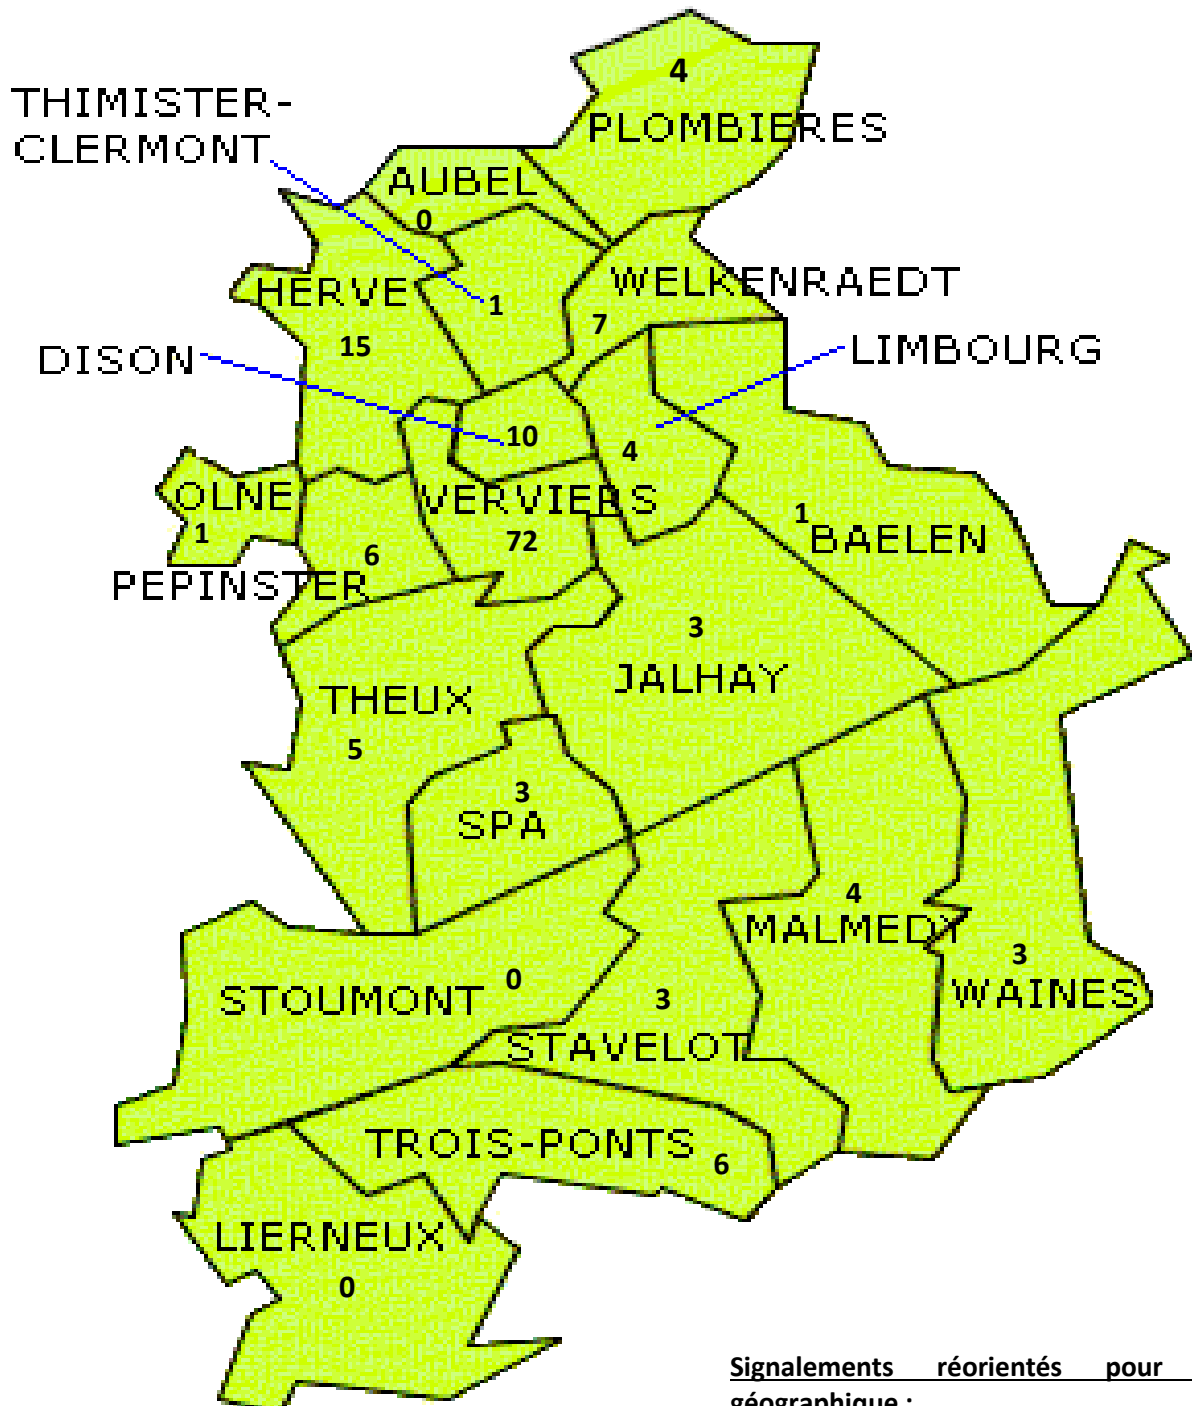 4
PLOMBIERES
THIMISTER-
CLERMONT
AUBEL
0
HERVE
15
1
WELKENRAEDT
7
DISON
10
LIMBOURG
4
OLNE
1
VERVIERS
72
1
BAELEN
6
PEPINSTER
3
JALHAY
THEUX
5
3
SPA
4
MALMEDY
3
WAINES
STOUMONT
0
3
STAVELOT
TROIS-PONTS
6
LIERNEUX
0
Signalements réorientés pour
géographique :